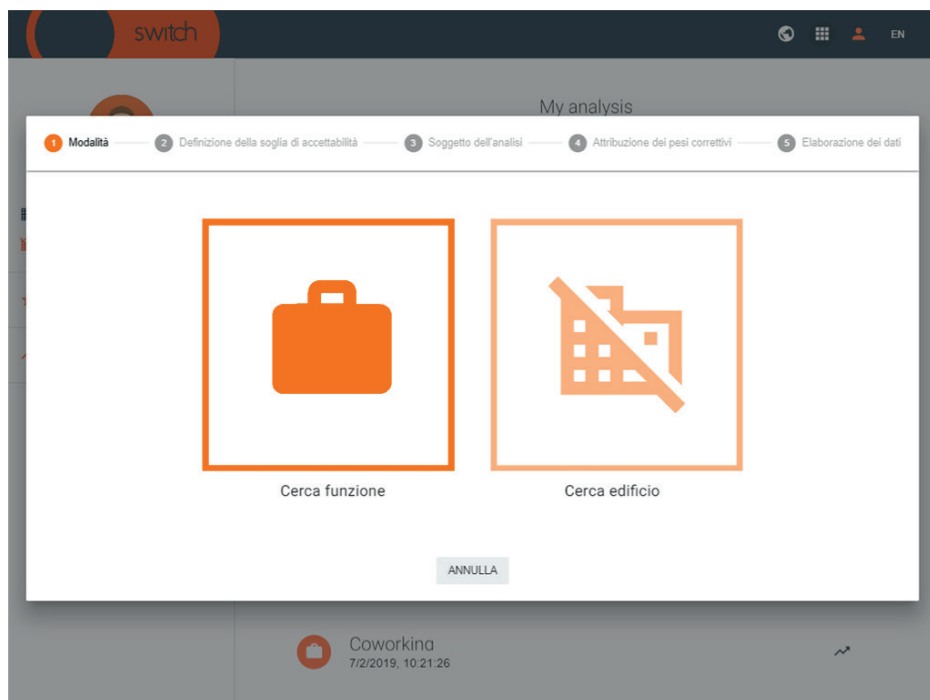 switch
EN
My analysis
1 Modalità 2 Definizione della soglia di accettabilità 3 Soggetto dell'analisi 4 Attribuzione dei pesi correttivi 5 Elaborazione dei dati
Cerca funzione Cerca edificio
ANNULLA
Coworking
7/2/2019, 10:21:26